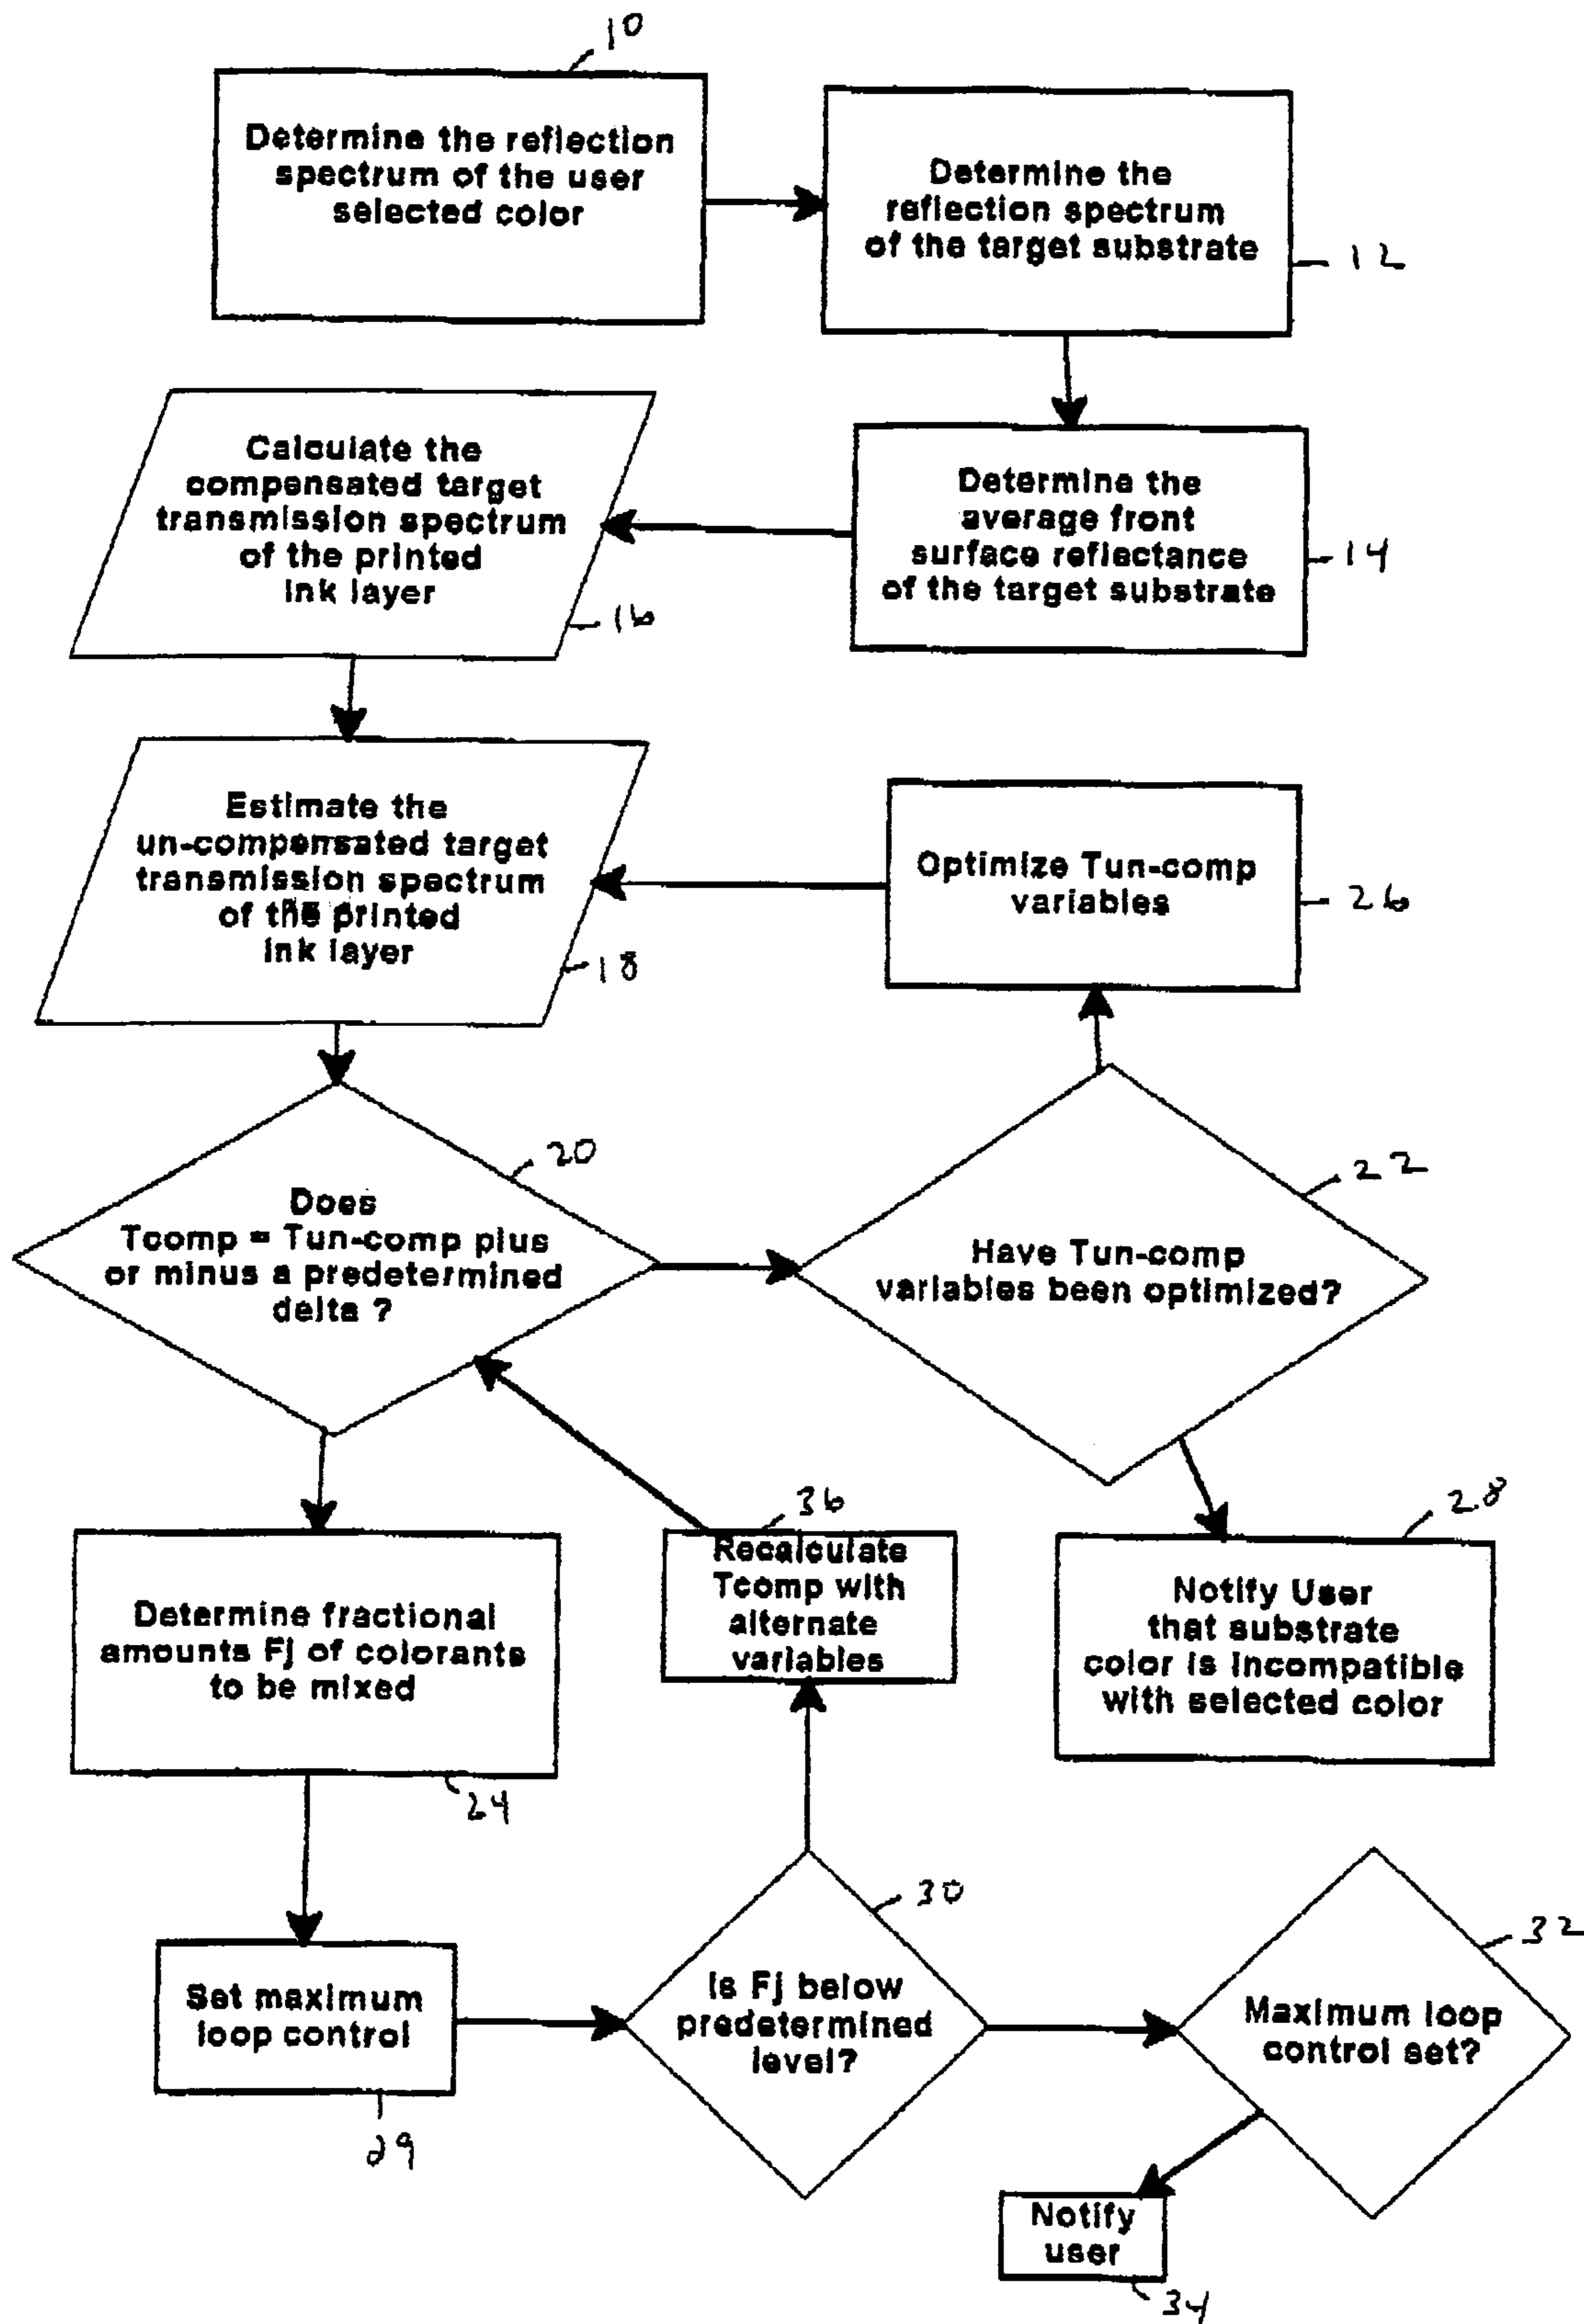 10
Determine the reflection
spectrum of the user
selected color
Determine the
reflection spectrum
of the target substrate
12
Calculate the
compensated target
transmission spectrum
of the printed
ink layer
16
Determine the
average front
surface reflectance
of the target substrate
14
Estimate the
un-compensated target
transmission spectrum
of the printed
ink layer
18
Optimize Tun-comp
variables
26
20
Does
Tcomp = Tun-comp plus
or minus a predetermined
delta ?
22
Have Tun-comp
variables been optimized?
36
Recalculate
Tcomp with
alternate
variables
28
Notify User
that substrate
color is incompatible
with selected color
Determine fractional
amounts Fj of colorants
to be mixed
24
Set maximum
loop control
29
30
Is Fj below
predetermined
level?
32
Maximum loop
control set?
Notify
user
34